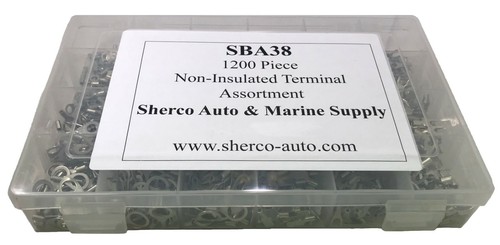 SBA38
1200 Piece
Non-Insulated Terminal
Assortment
Sherco Auto & Marine Supply
www.sherco-auto.com